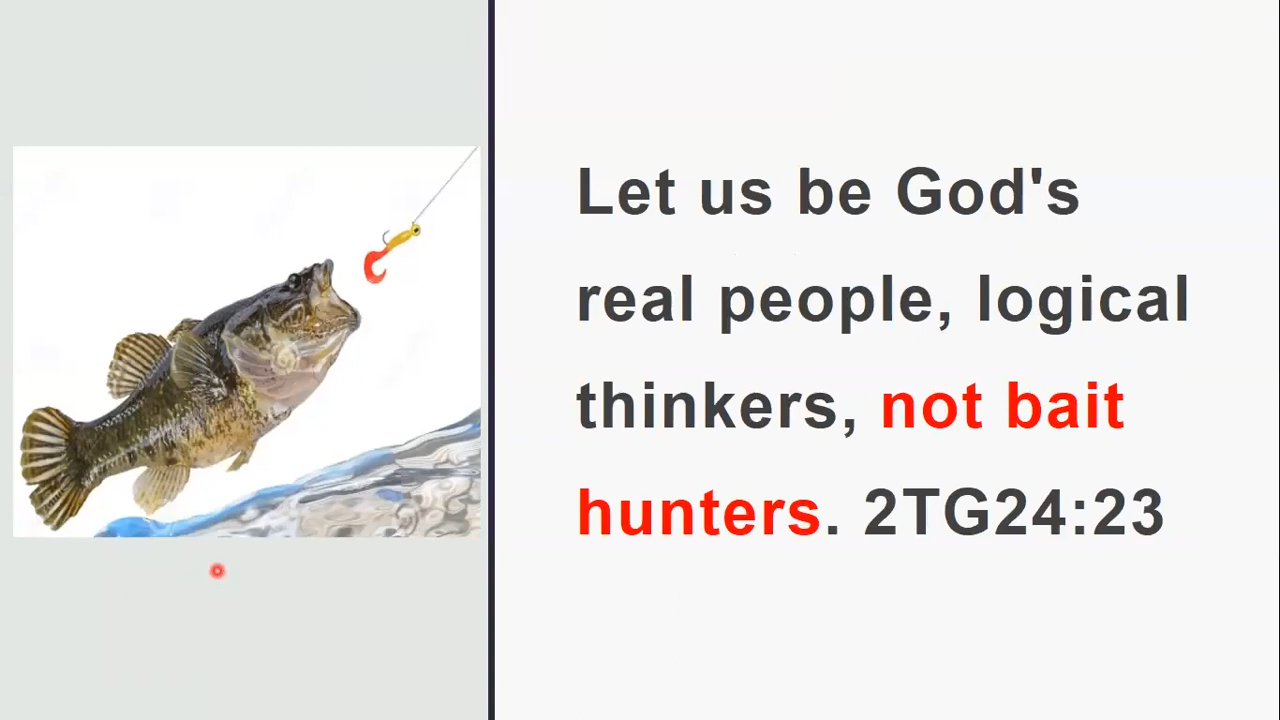 Let us be God's
real people, logical
thinkers, not bait
hunters. 2TG24:23